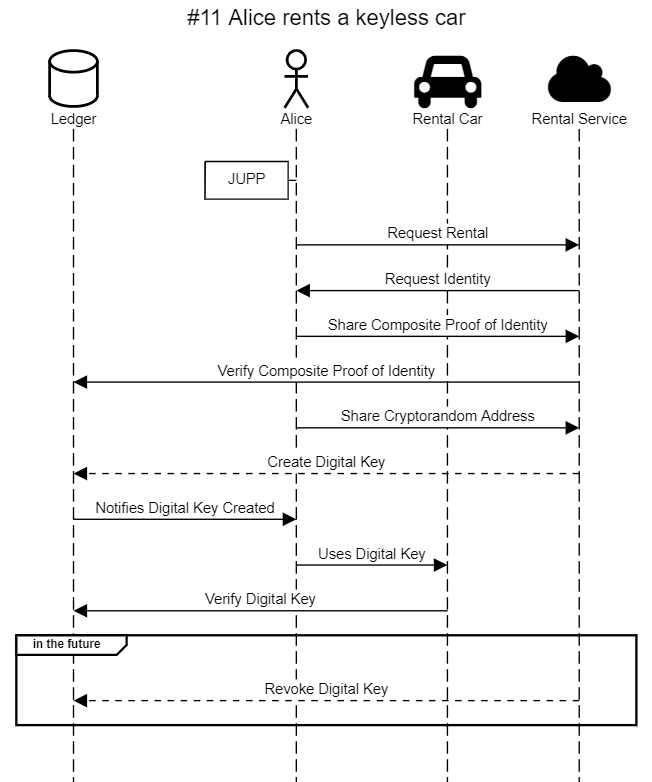 #11 Alice rents a keyless car
Ledger
Alice
Rental Car
Rental Service
JUPP
Request Rental
Request Identity
Share Composite Proof of Identity
Verify Composite Proof of Identity
Share Cryptorandom Address
Create Digital Key
Notifies Digital Key Created
Uses Digital Key
Verify Digital Key
in the future
Revoke Digital Key